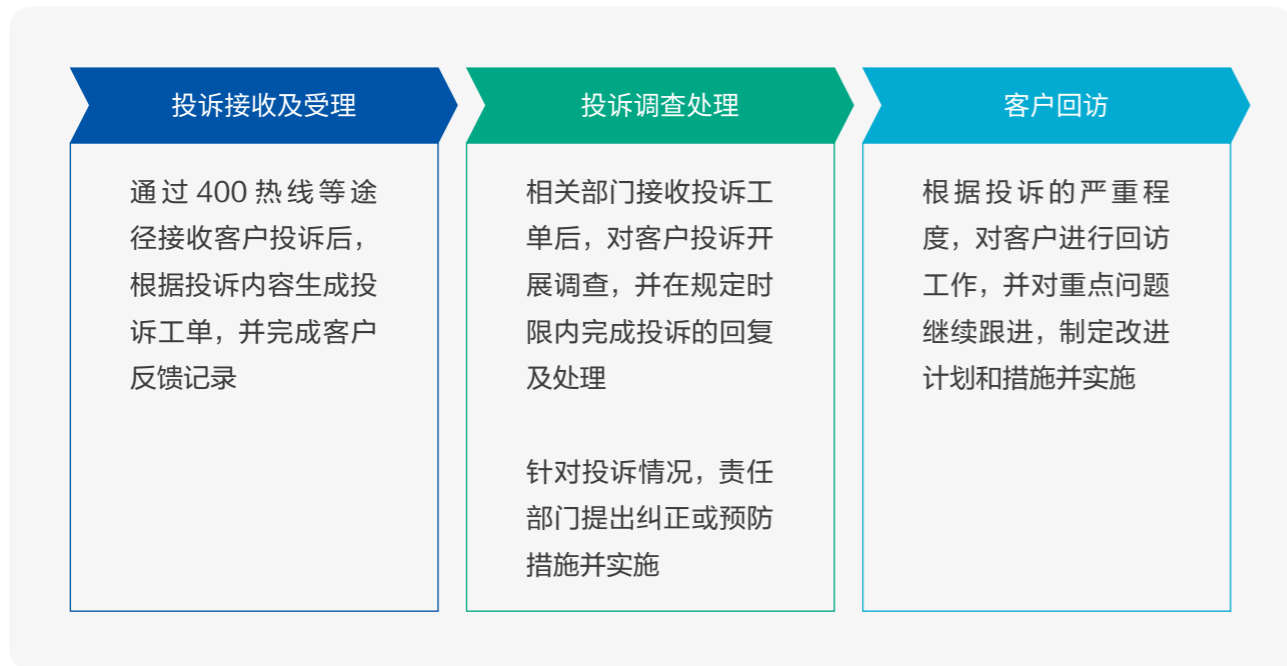 投诉接收及受理
通过 400 热线等途
径接收客户投诉后，
根据投诉内容生成投
诉工单，并完成客户
反馈记录
投诉调查处理
相关部门接收投诉工
单后，对客户投诉开
展调查，并在规定时
限内完成投诉的回复
及处理
针对投诉情况，责任
部门提出纠正或预防
措施并实施
客户回访
根据投诉的严重程
度，对客户进行回访
工作，并对重点问题
继续跟进，制定改进
计划和措施并实施